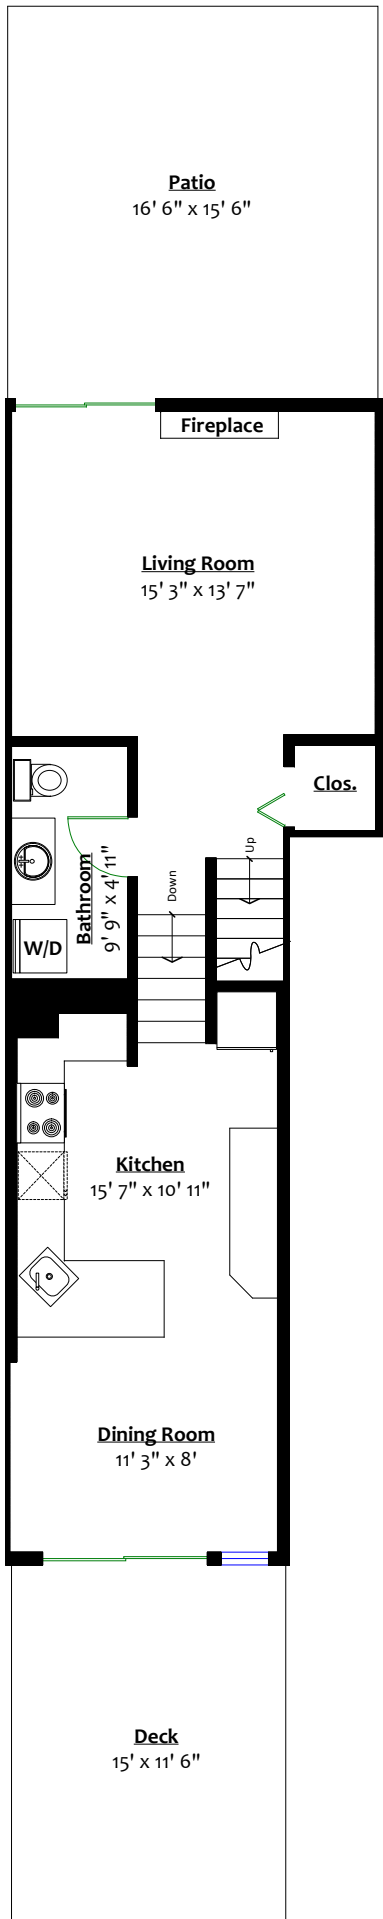 Patio
16' 6" x 15' 6"
Fireplace
Living Room
15' 3" x 13' 7"
Clos.
Up
Down
Bathroom
9' 9" x 4' 11"
W/D
Kitchen
15' 7" x 10' 11"
Dining Room
11' 3" x 8'
Deck
15' x 11' 6"